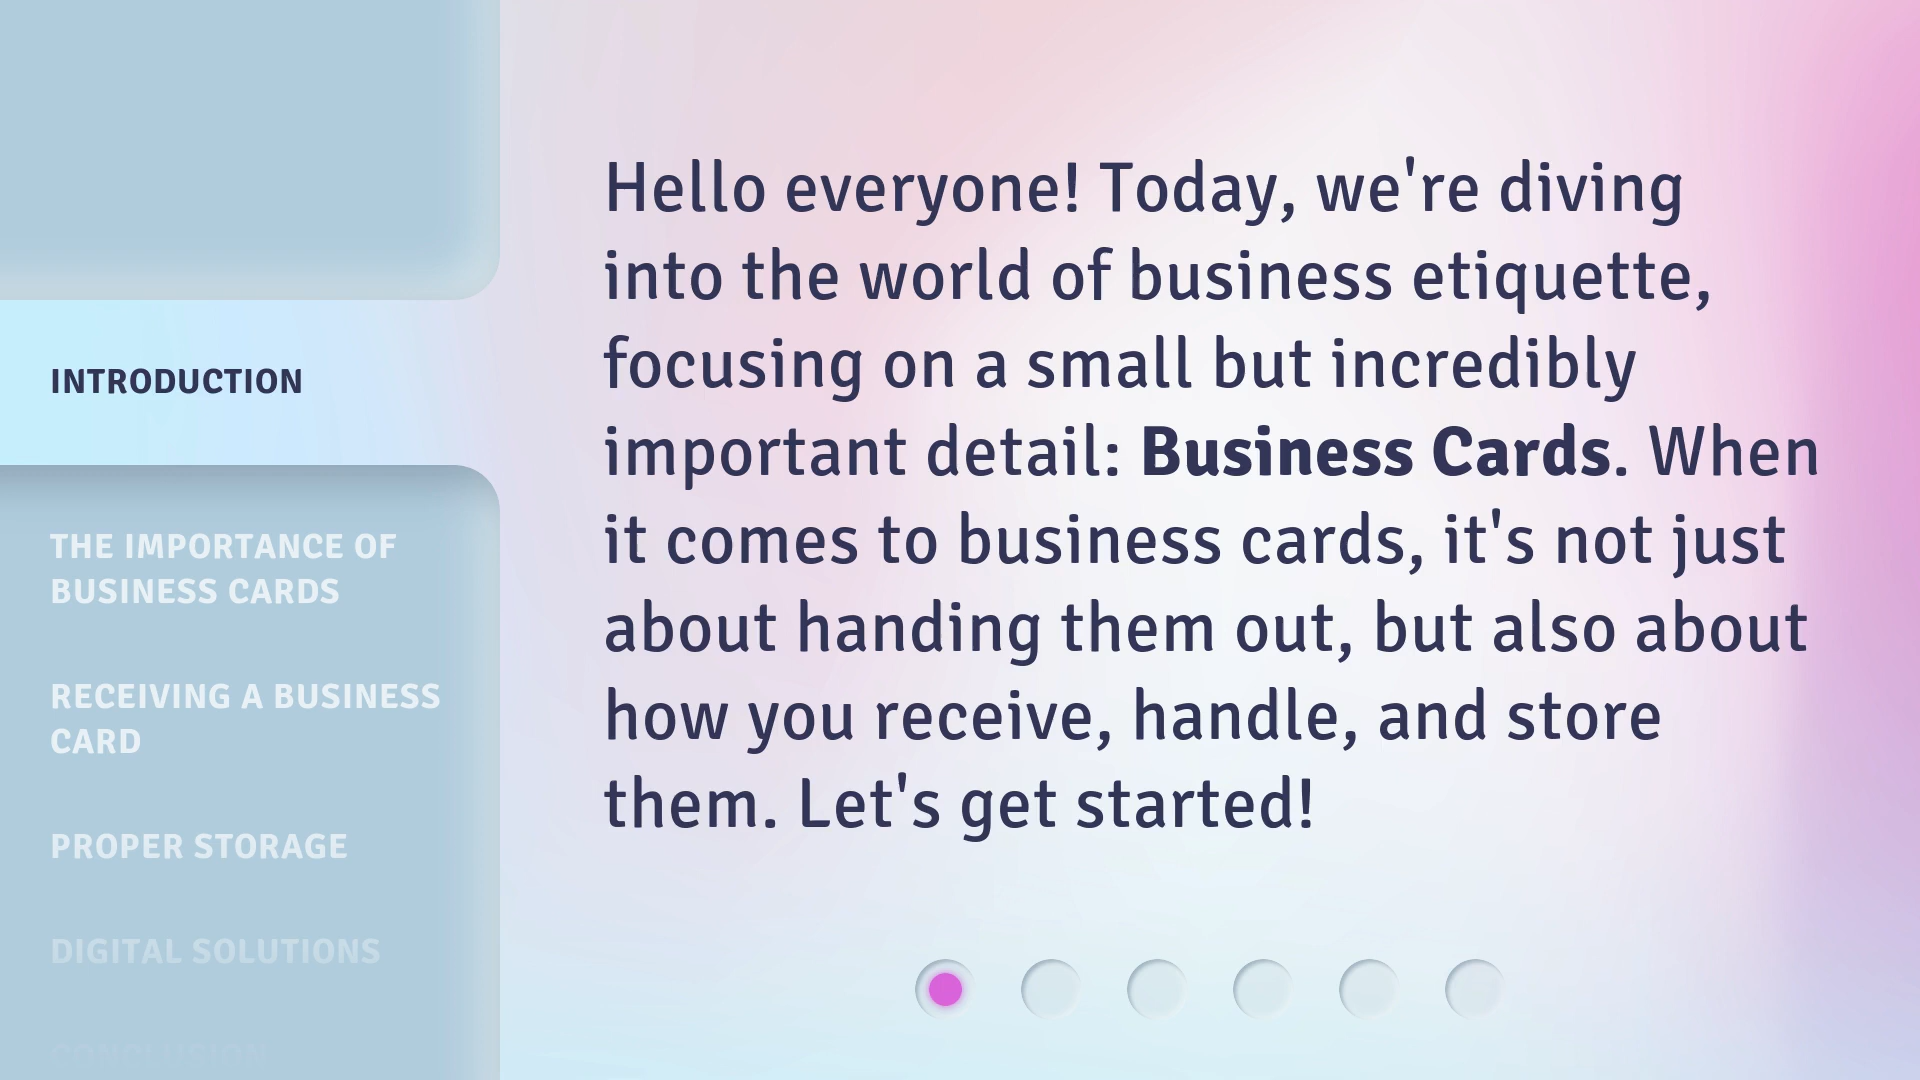 INTRODUCTION
THE IMPORTANCE OF
BUSINESS CARDS
RECEIVING A BUSINESS
CARD
PROPER STORAGE
DIGITAL SOLUTIONS
CONCLUSION
Hello everyone! Today, we're diving
into the world of business etiquette,
focusing on a small but incredibly
important detail: Business Cards. When
it comes to business cards, it's not just
about handing them out, but also about
how you receive, handle, and store
them. Let's get started!